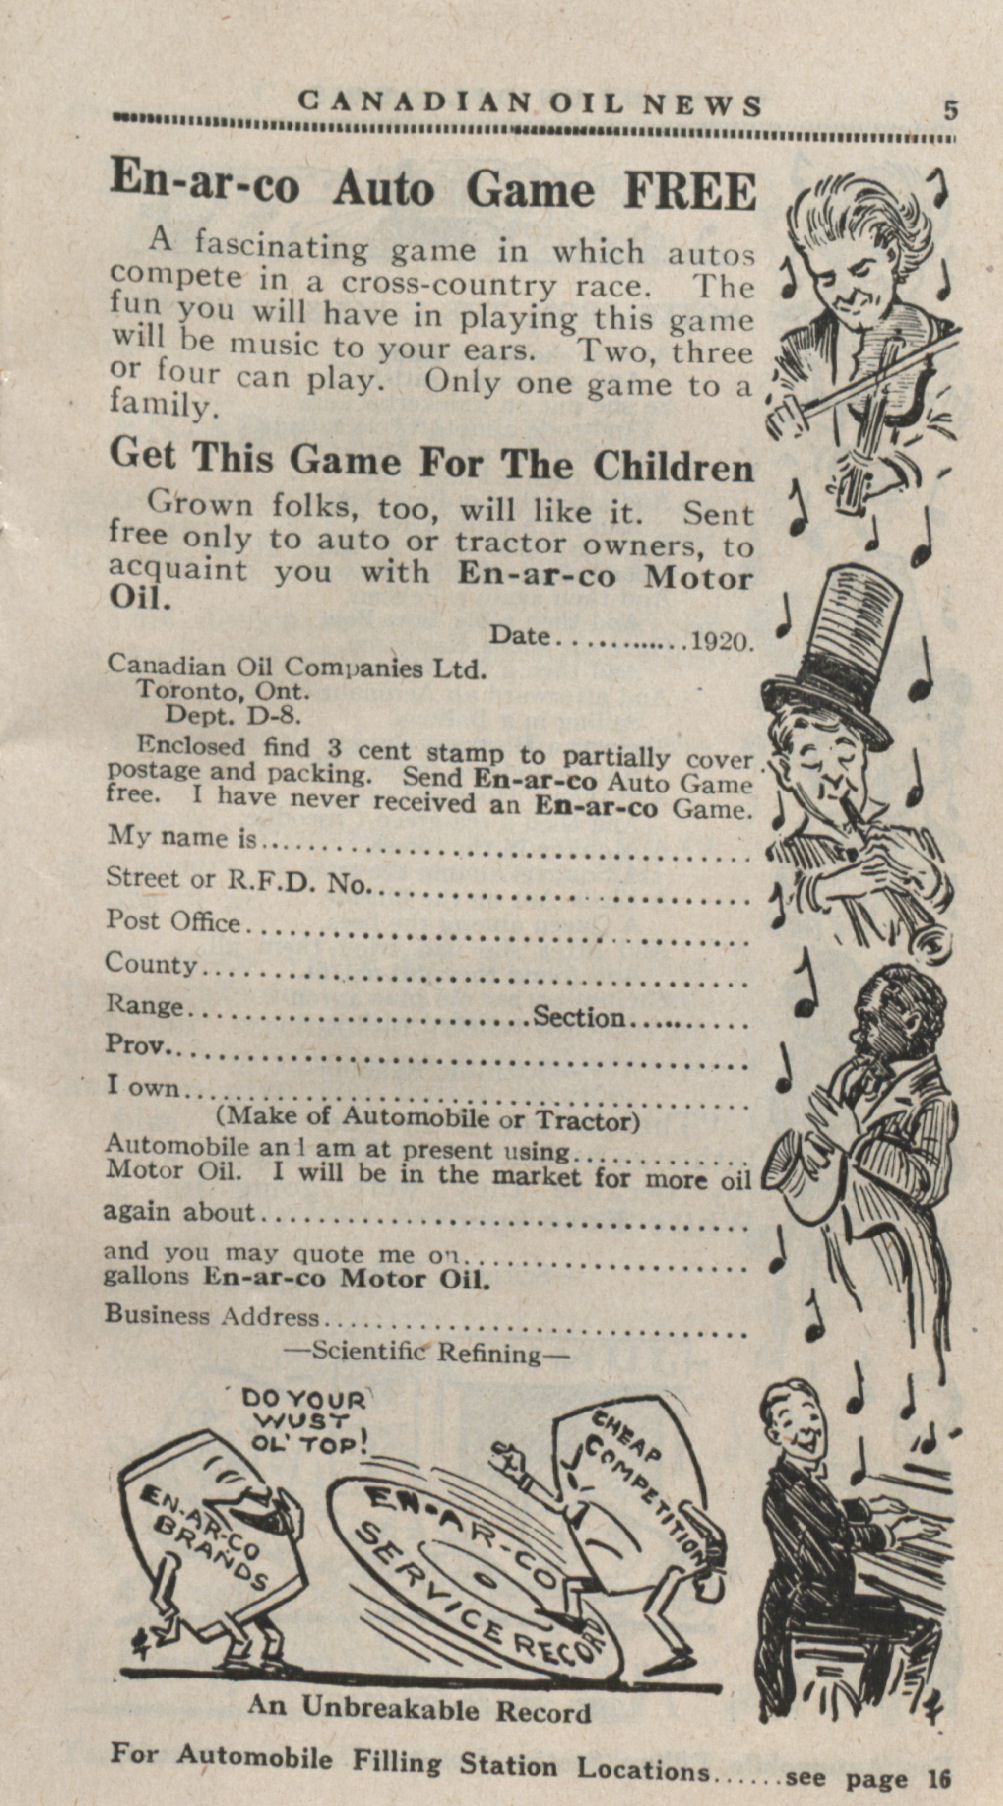 CANADIAN OIL NEWS 5
En-ar-co Auto Game FREE
A fascinating game in which autos
compete in a cross-country race. The
fun you will have in playing this game
will be music to your ears. Two, three
or four can play. Only one game to a
family.
Get This Game For The Children
Grown folks, too, will like it. Sent
free only to auto or tractor owners, to
acquaint you with En-ar-co Motor
Oil.
Date............1920.
Canadian Oil Companies Ltd.
Toronto, Ont.
Dept. D-8.
Enclosed find 3 cent stamp to partially cover
postage and packing. Send En-ar-co Auto Game
free. I have never received an En-ar-co Game.
My name is..................................
Street or R.F.D. No...........................
Post Office...................................
County......................................
Range........................Section...........
Prov.........................................
I own.......................................
(Make of Automobile or Tractor)
Automobile and am at present using.............
Motor Oil. I will be in the market for more oil
again about..................................
and you may quote me on....................
gallons En-ar-co Motor Oil.
Business Address..............................
—Scientific Refining—
DO YOUR
WUST
OL' TOP!
EN-AR-CO
BRANDS
EN-AR-CO
SERVICE RECORD
CHEAP
COMPETITION
An Unbreakable Record
For Automobile Filling Station Locations......see page 16